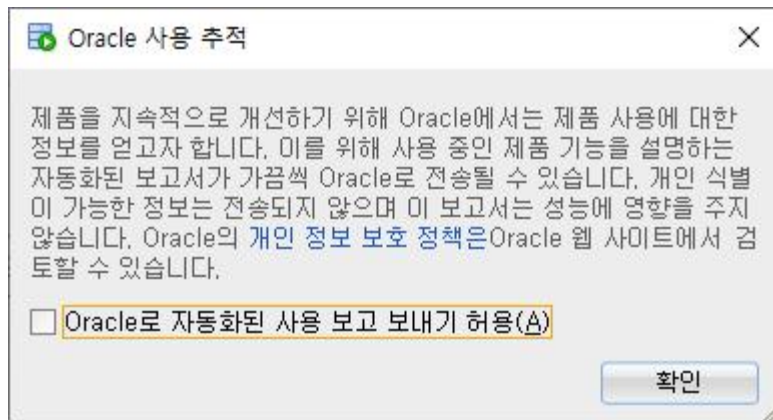 Oracle 사용 추적
제품을 지속적으로 개선하기 위해 Oracle에서는 제품 사용에 대한
정보를 얻고자 합니다. 이를 위해 사용 중인 제품 기능을 설명하는
자동화된 보고서가 가끔씩 Oracle로 전송될 수 있습니다. 개인 식별
이 가능한 정보는 전송되지 않으며 이 보고서는 성능에 영향을 주지
않습니다. Oracle의 개인 정보 보호 정책은Oracle 웹 사이트에서 검
토할 수 있습니다.
Oracle로 자동화된 사용 보고 보내기 허용(A)
확인